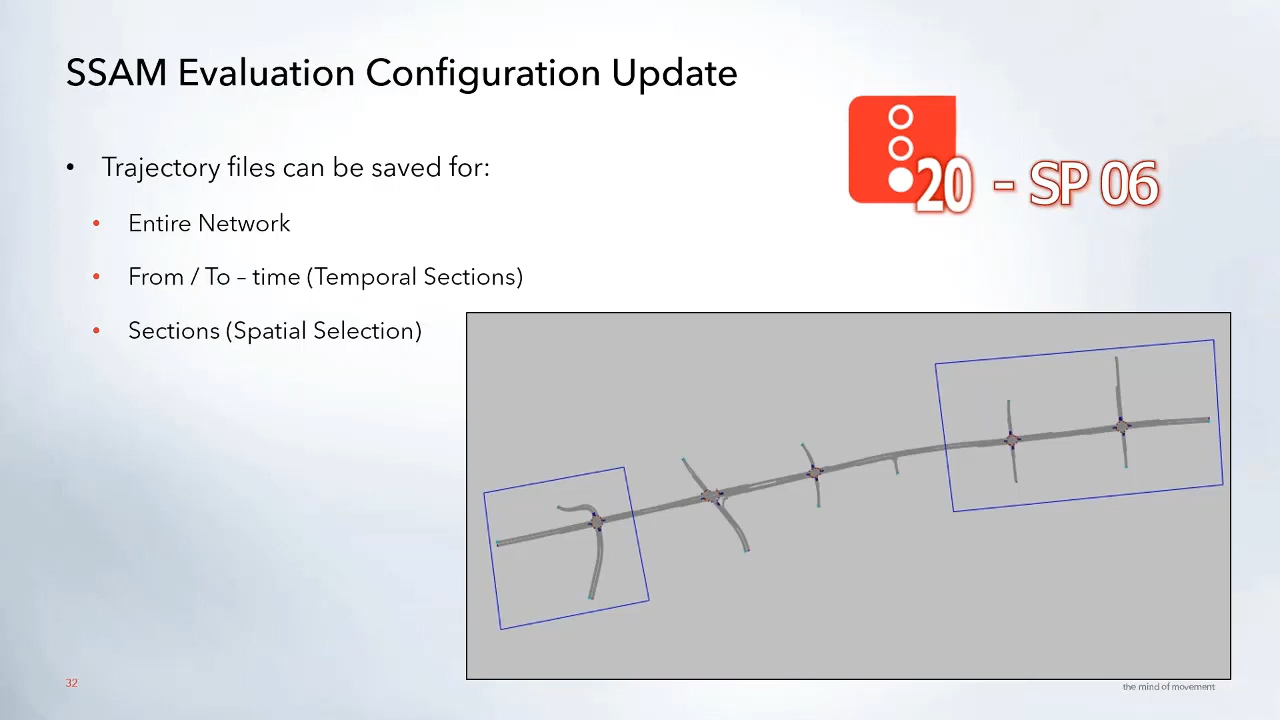 SSAM Evaluation Configuration Update
• Trajectory files can be saved for:
• Entire Network
• From / To – time (Temporal Sections)
• Sections (Spatial Selection)
20 - SP 06
32
the mind of movement